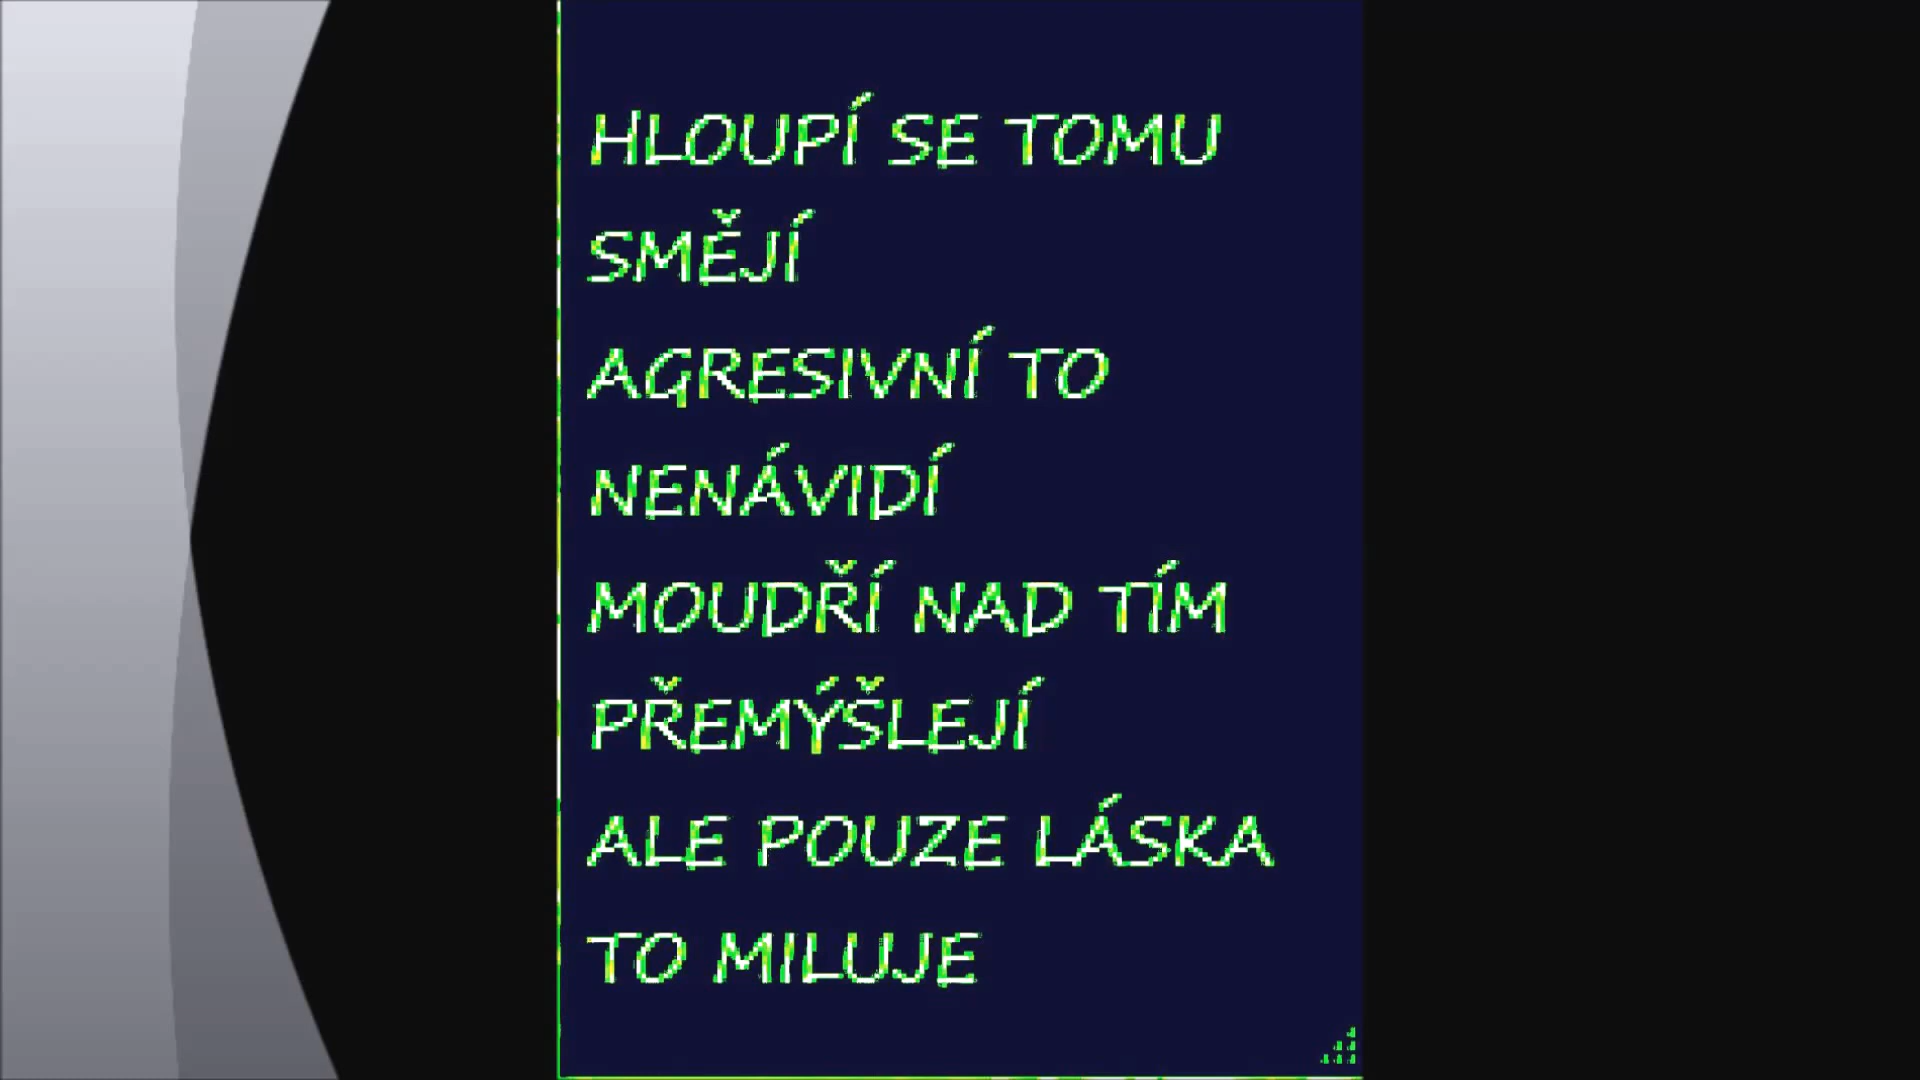 HLOUPÍ SE TOMU
SMĚJÍ
AGRESIVNÍ TO
NENÁVIDÍ
MOUDŘÍ NAD TÍM
PŘEMÝŠLEJÍ
ALE POUZE LÁSKA
TO MILUJE